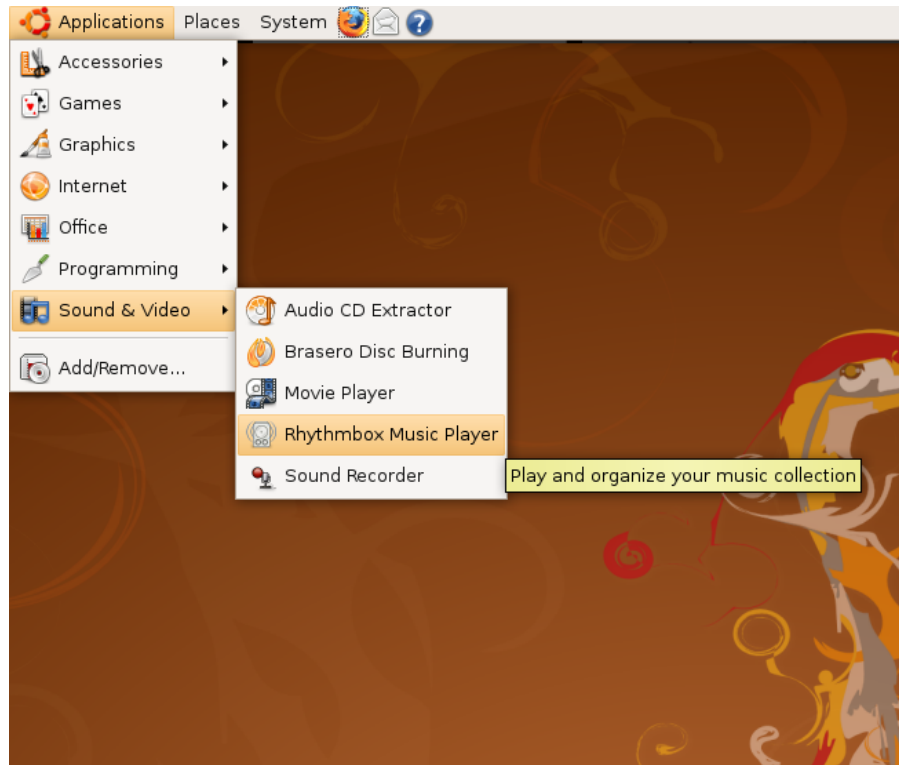 Applications Places System
Accessories
Games
Graphics
Internet
Office
Programming
Sound & Video
Add/Remove...
Audio CD Extractor
Brasero Disc Burning
Movie Player
Rhythmbox Music Player
Sound Recorder
Play and organize your music collection